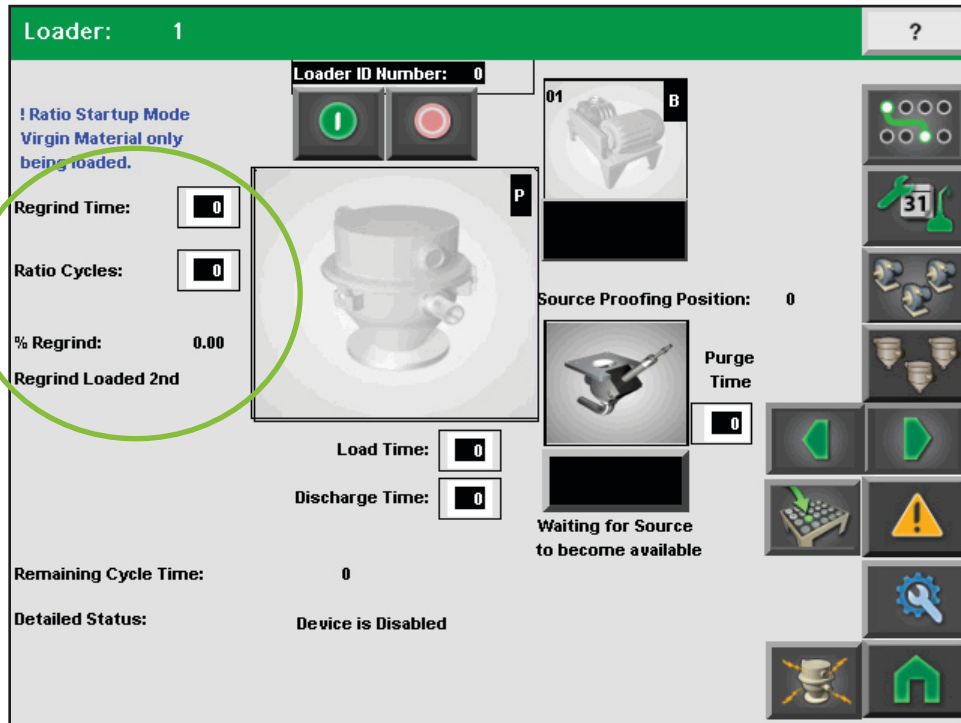 Loader: 1
?
Loader ID Number: 0
! Ratio Startup Mode
Virgin Material only
being loaded.
01
B
P
Regrind Time: 0
Ratio Cycles: 0
Source Proofing Position: 0
% Regrind: 0.00
Regrind Loaded 2nd
Purge
Time
0
Load Time: 0
Discharge Time: 0
Waiting for Source
to become available
Remaining Cycle Time: 0
Detailed Status: Device is Disabled
31